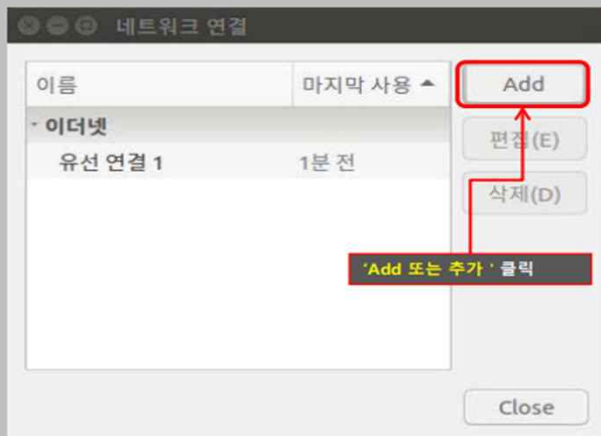 네트워크 연결
이름 마지막 사용 Add
이더넷 편집(E)
유선 연결 1 1분 전
삭제(D)
'Add 또는 추가 ' 클릭
Close